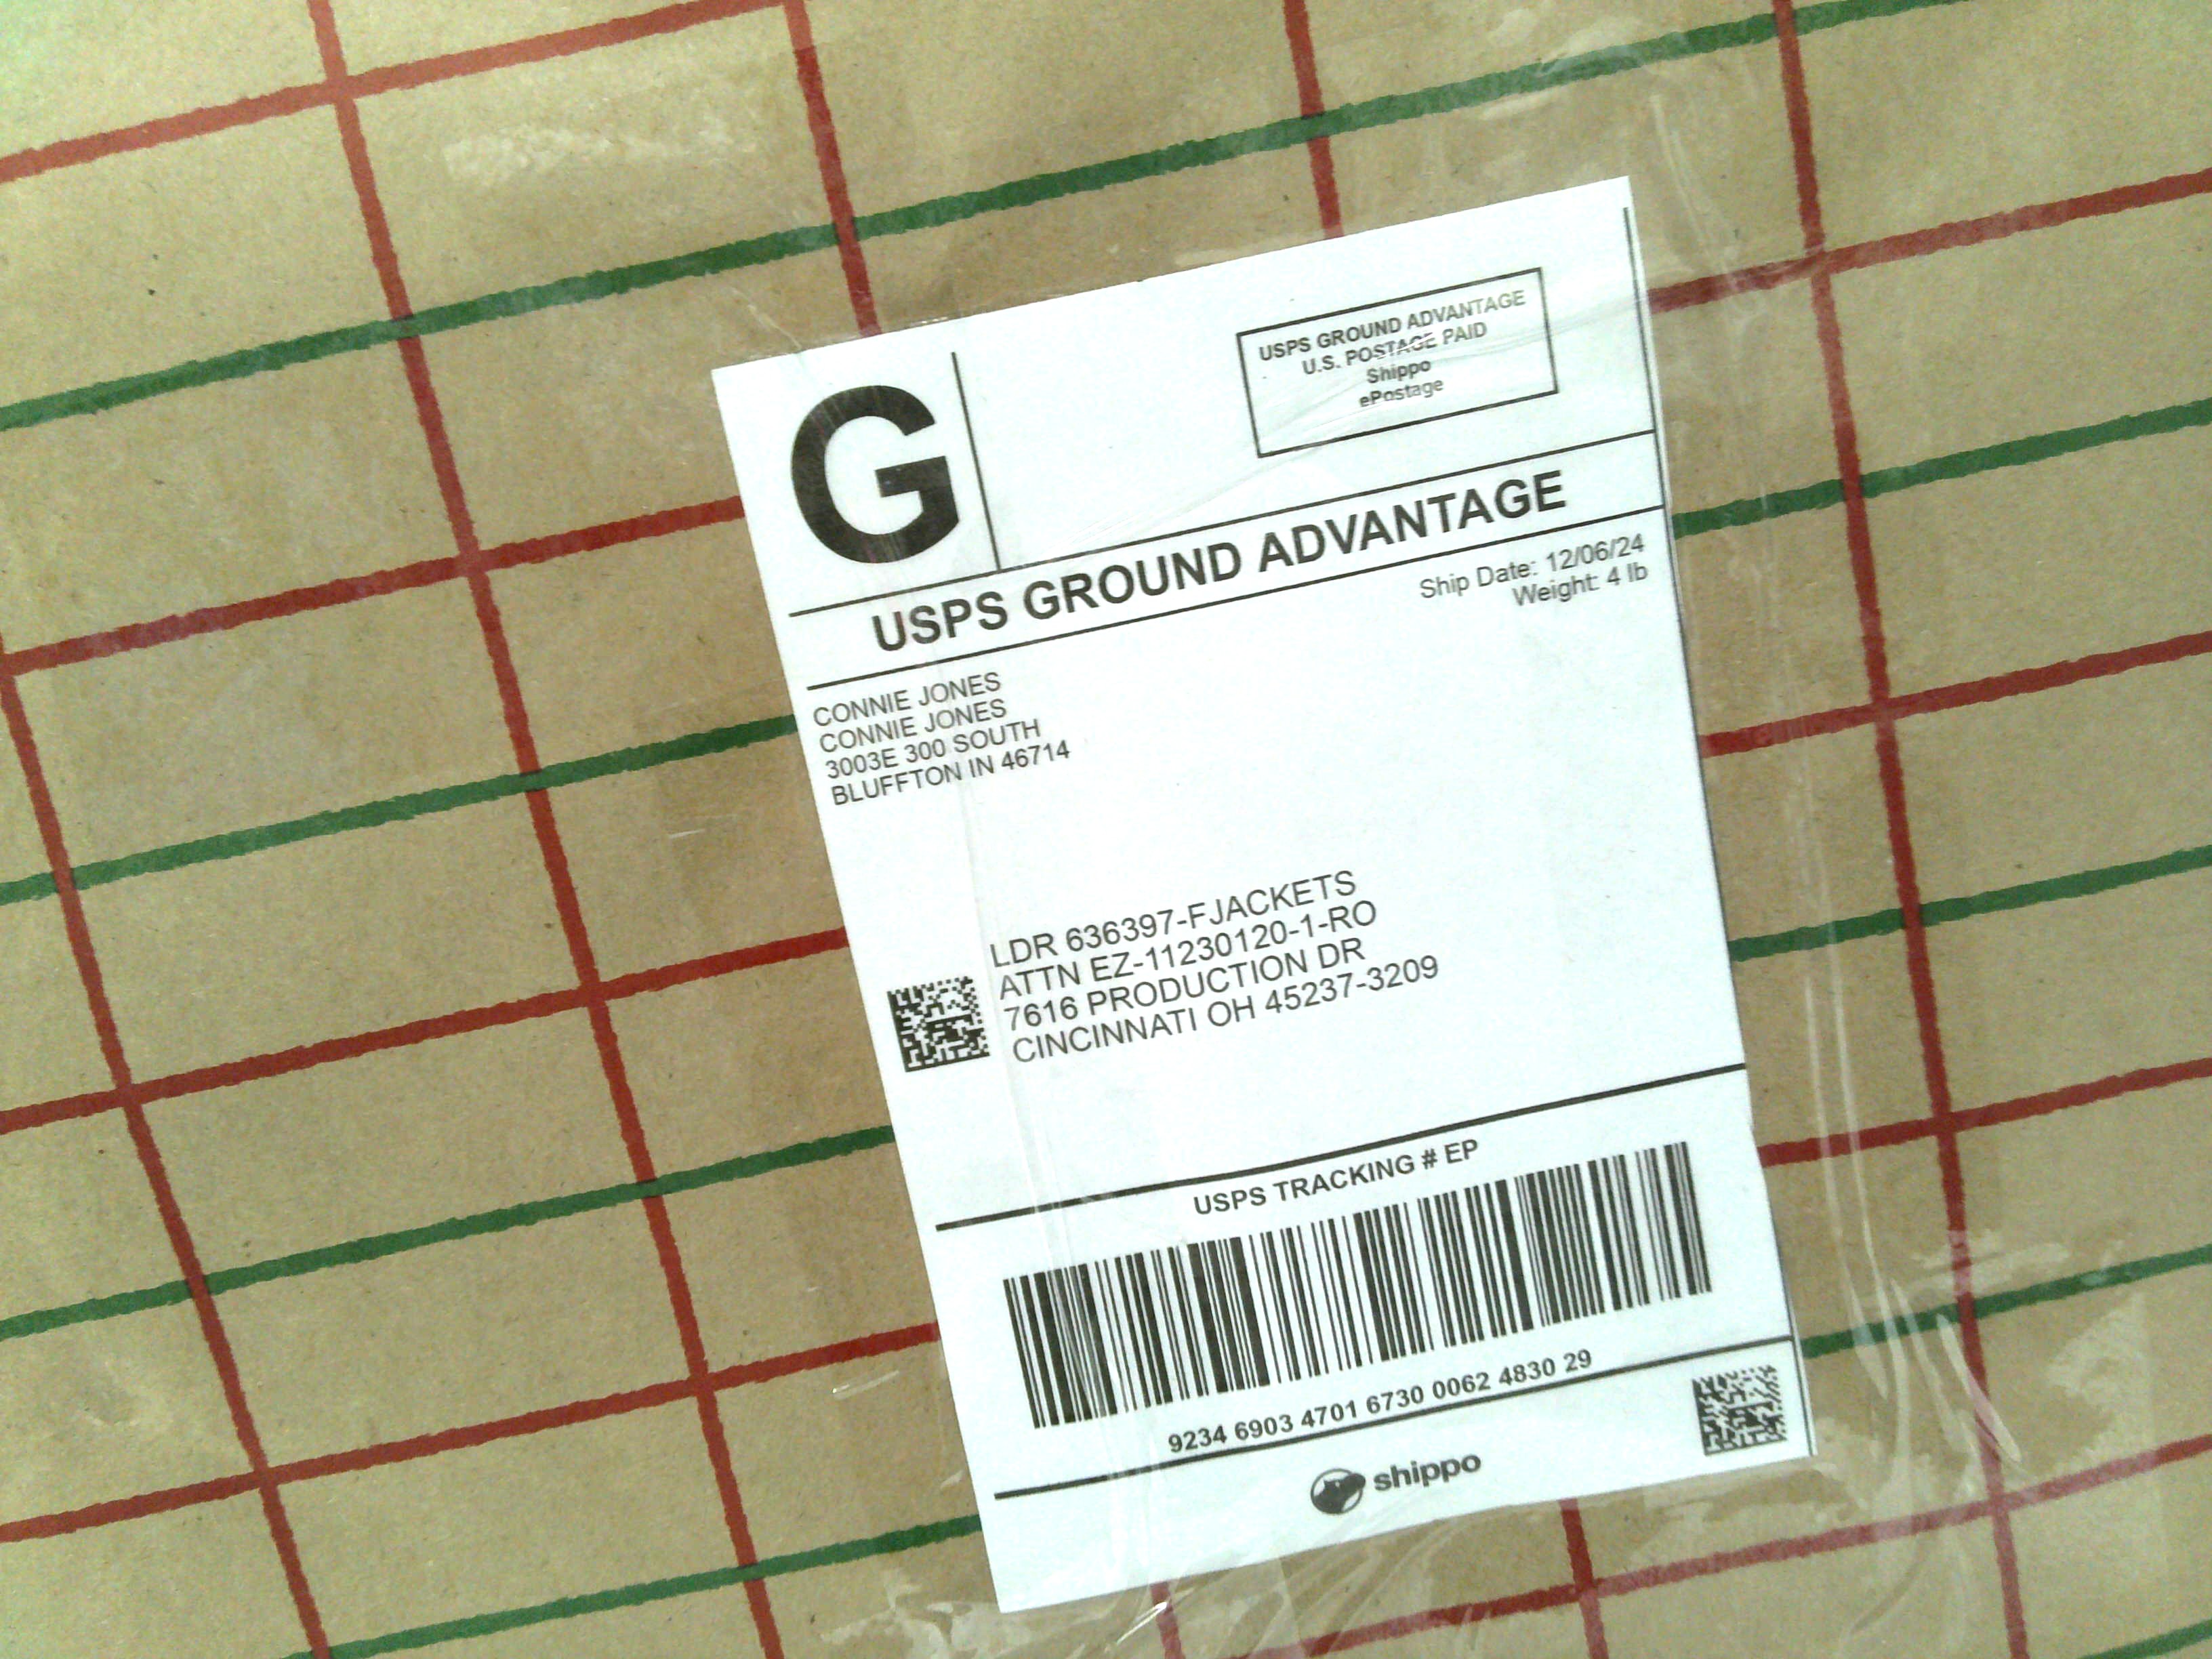 G
USPS GROUND ADVANTAGE
U.S. POSTAGE PAID
Shippo
ePostage
USPS GROUND ADVANTAGE
Ship Date: 12/06/24
Weight: 4 lb
CONNIE JONES
CONNIE JONES
3003E 300 SOUTH
BLUFFTON IN 46714
LDR 636397-FJACKETS
ATTN EZ-11230120-1-RO
7616 PRODUCTION DR
CINCINNATI OH 45237-3209
USPS TRACKING # EP
9234 6903 4701 6730 0062 4830 29
shippo